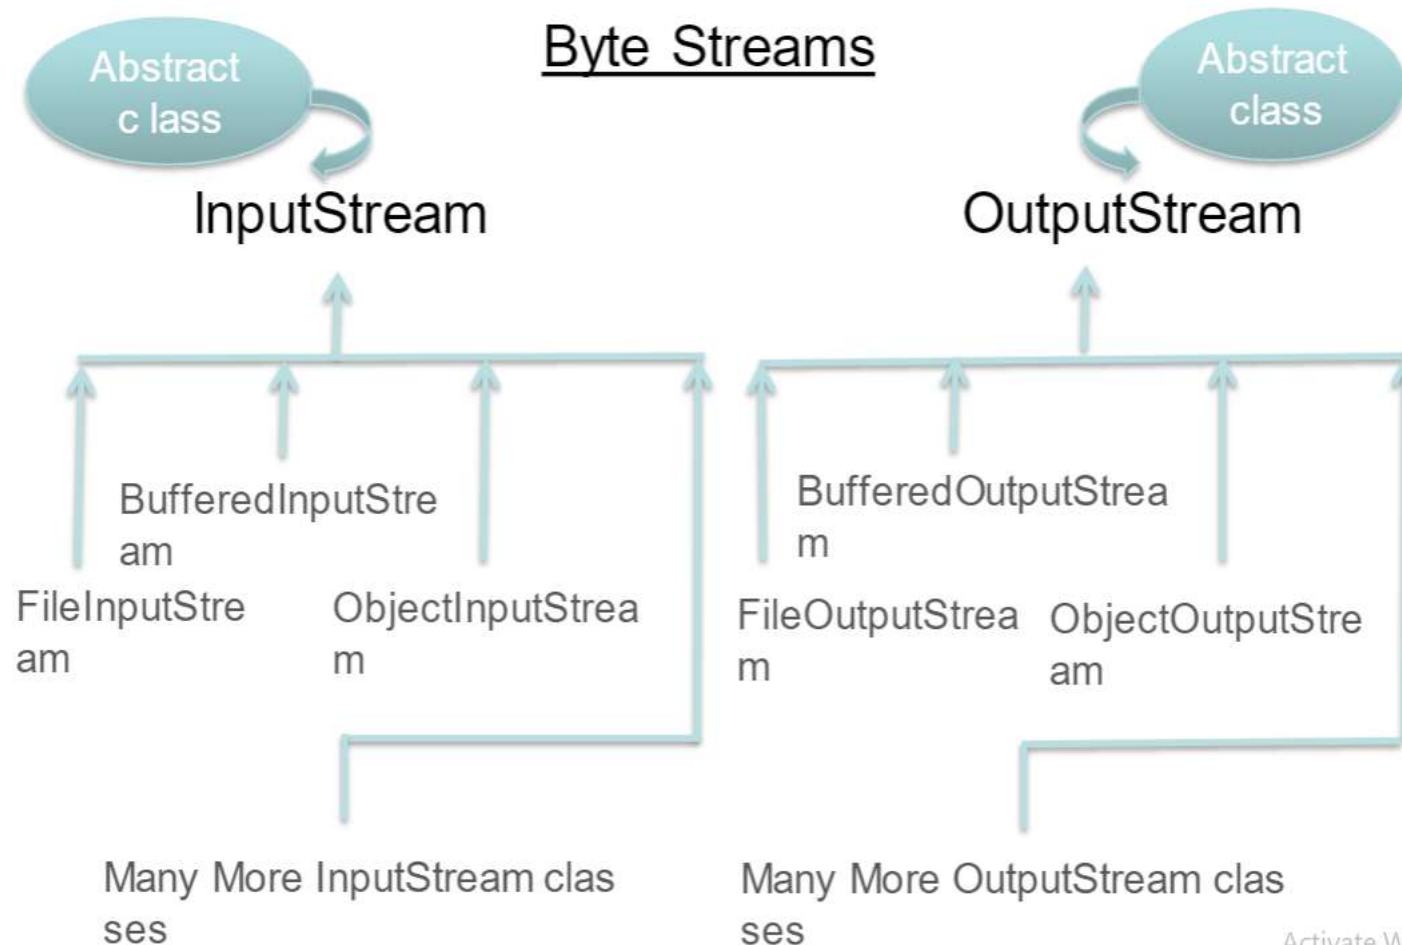 Byte Streams
Abstract
c lass
Abstract
class
InputStream
OutputStream
BufferedInputStre
am
FileInputStre
am
ObjectInputStrea
m
BufferedOutputStrea
m
FileOutputStrea
m
ObjectOutputStre
am
Many More InputStream clas
ses
Many More OutputStream clas
ses
Activate W